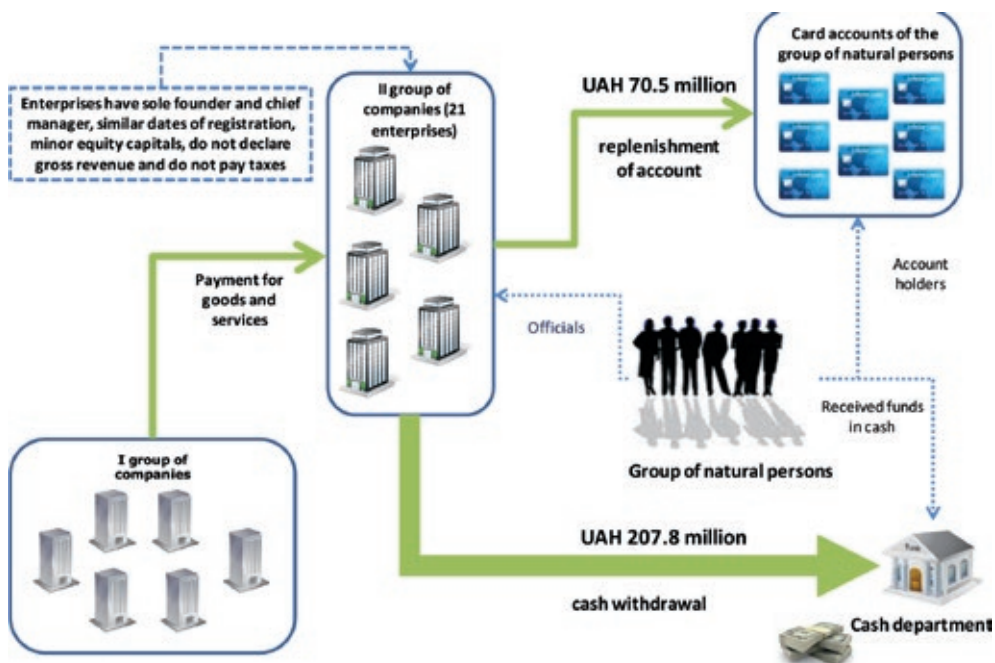 Enterprises have sole founder and chief
manager, similar dates of registration,
minor equity capitals, do not declare
gross revenue and do not pay taxes
II group of
companies (21
enterprises)
UAH 70.5 million
replenishment
of account
Card accounts of the
group of natural persons
Payment for
goods and
services
Officials
Account
holders
Received funds
in cash
Group of natural persons
I group of
companies
UAH 207.8 million
cash withdrawal
Cash department